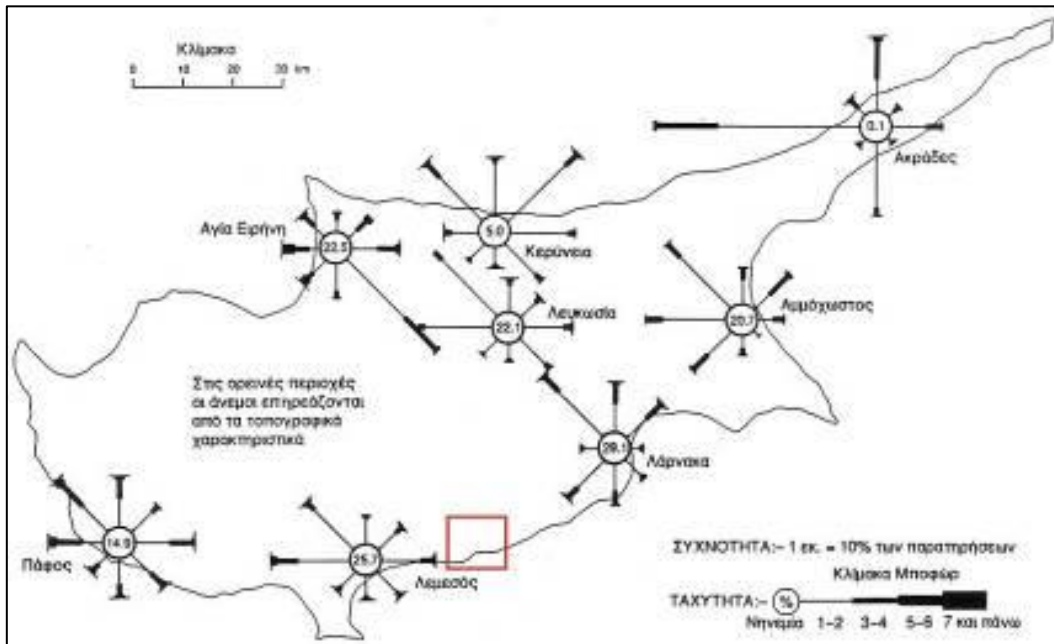 Κλίμακα
0 10 20 30 km
0.1
Ακράδες
Αγία Ειρήνη
22.5
5.0
Κερύνεια
Λευκωσία
22.1
Αμμόχωστος
20.7
Στις ορεινές περιοχές
οι άνεμοι επηρεάζονται
από τα τοπογραφικά
χαρακτηριστικά
29.1
Λάρνακα
14.9
Πάφος
25.7
Λεμεσός
ΣΥΧΝΟΤΗΤΑ:- 1 εκ. = 10% των παρατηρήσεων
Κλίμακα Μποφώρ
ΤΑΧΥΤΗΤΑ:- %
Νηνεμία 1-2 3-4 5-6 7 και πάνω